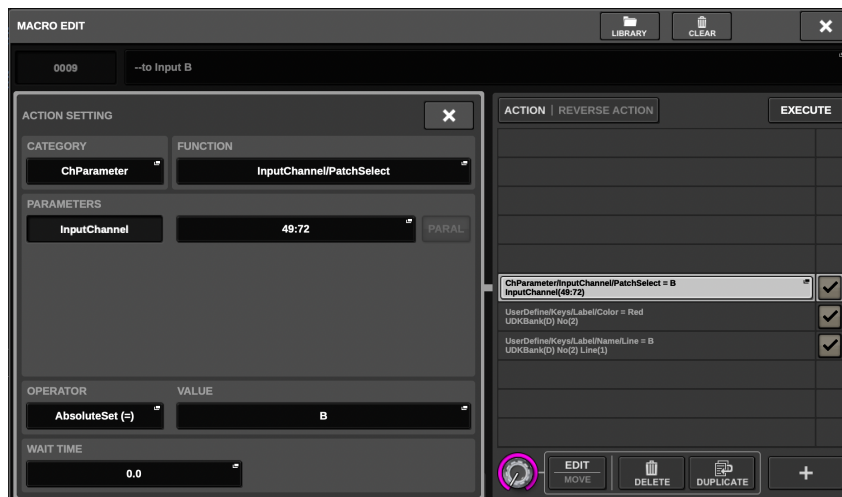 MACRO EDIT
LIBRARY
CLEAR
0009
--to Input B
ACTION SETTING
CATEGORY
FUNCTION
ChParameter
InputChannel/PatchSelect
PARAMETERS
InputChannel
49:72
PARAL
OPERATOR
VALUE
AbsoluteSet (=)
B
WAIT TIME
0.0
ACTION | REVERSE ACTION
EXECUTE
ChParameter/InputChannel/PatchSelect = B
InputChannel(49:72)
UserDefine/Keys/Label/Color = Red
UDKBank(D) No(2)
UserDefine/Keys/Label/Name/Line = B
UDKBank(D) No(2) Line(1)
EDIT
MOVE
DELETE
DUPLICATE
+